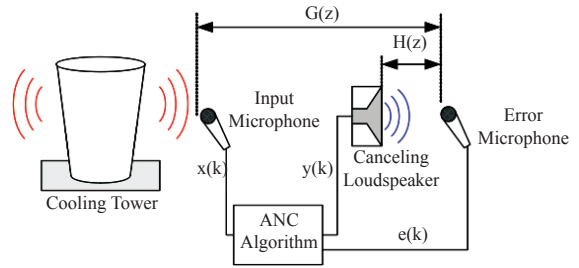 G(z)
H(z)
Input
Microphone
Error
Microphone
Canceling
Loudspeaker
x(k)
y(k)
Cooling Tower
ANC
Algorithm
e(k)